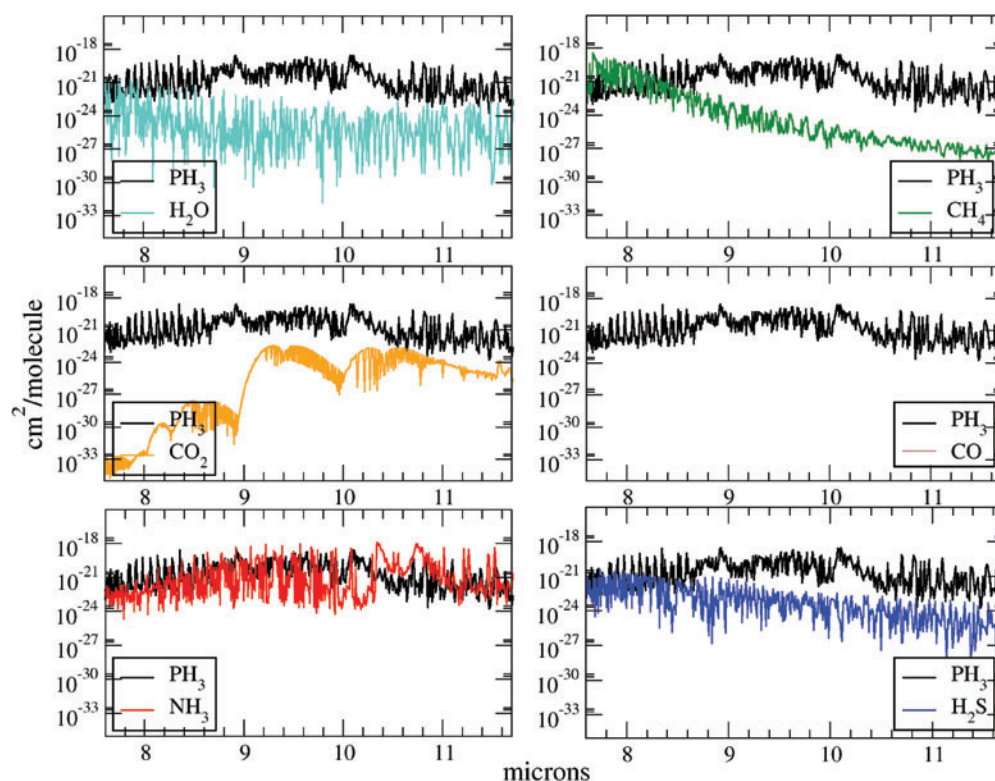 10⁻¹⁸
10⁻²¹
10⁻²⁴
10⁻²⁷
10⁻³⁰
10⁻³³
PH₃
H₂O
8 9 10 11
10⁻¹⁸
10⁻²¹
10⁻²⁴
10⁻²⁷
10⁻³⁰
10⁻³³
PH₃
CH₄
8 9 10 11
cm²/molecule
10⁻¹⁸
10⁻²¹
10⁻²⁴
10⁻²⁷
10⁻³⁰
10⁻³³
PH₃
CO₂
8 9 10 11
10⁻¹⁸
10⁻²¹
10⁻²⁴
10⁻²⁷
10⁻³⁰
10⁻³³
PH₃
CO
8 9 10 11
10⁻¹⁸
10⁻²¹
10⁻²⁴
10⁻²⁷
10⁻³⁰
10⁻³³
PH₃
NH₃
8 9 10 11
10⁻¹⁸
10⁻²¹
10⁻²⁴
10⁻²⁷
10⁻³⁰
10⁻³³
PH₃
H₂S
8 9 10 11
microns